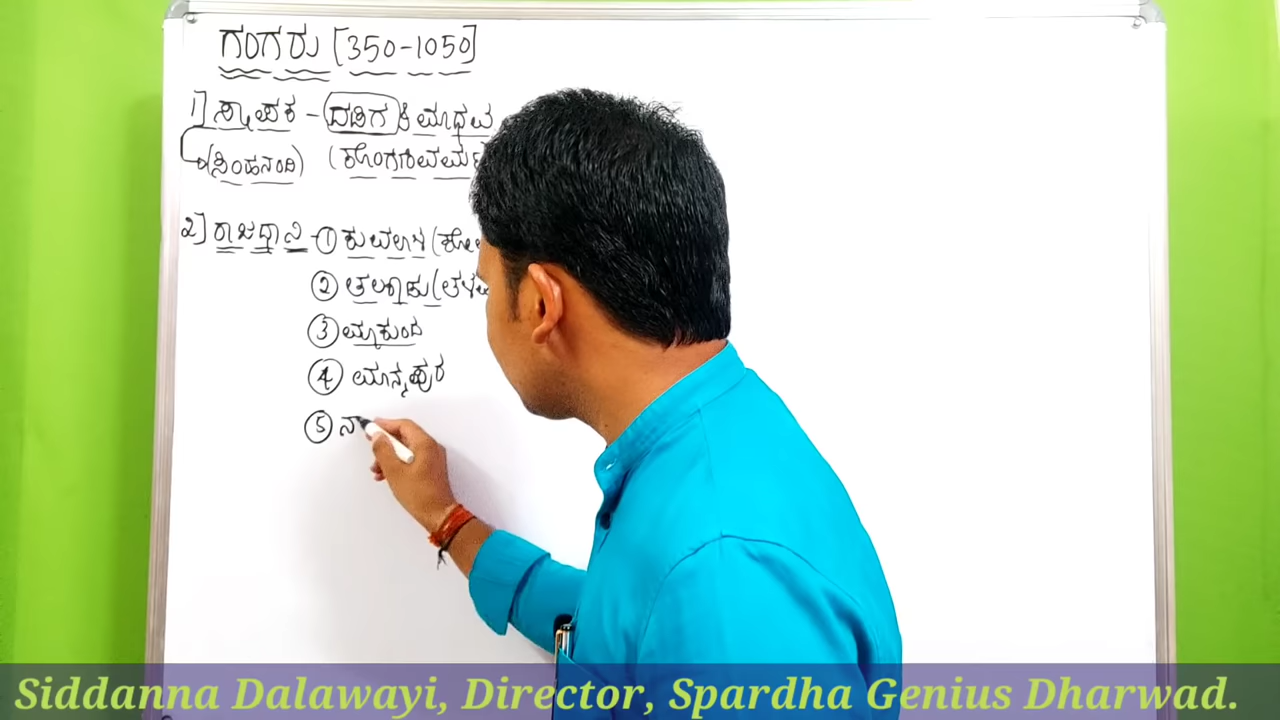 ಗಂಗರು [350-1050]
1] ಸ್ಥಾಪಕ - ದಡಿಗ & ಮಾಧವ
(ಸಿಂಹನಂದಿ) (ಕೊಂಗಣಿವರ್ಮ
2] ರಾಜಧಾನಿ - ① ಕುವಲಾಳ (ಕೋಲ
② ತಲಕಾಡು (ತಳವ
③ ಮಾಕುಂದ
④ ಮಾನ್ಯಪುರ
⑤ ನಾ
Siddanna Dalawayi, Director, Spardha Genius Dharwad.